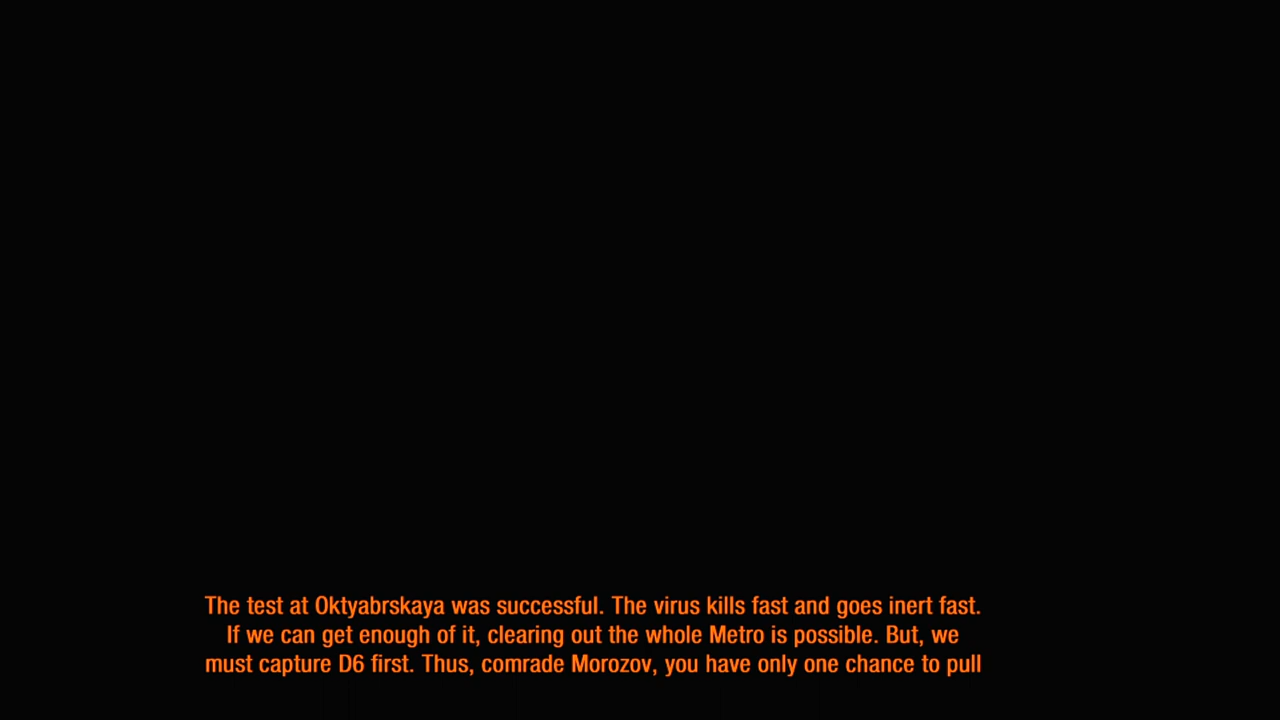 The test at Oktyabrskaya was successful. The virus kills fast and goes inert fast.
If we can get enough of it, clearing out the whole Metro is possible. But, we
must capture D6 first. Thus, comrade Morozov, you have only one chance to pull